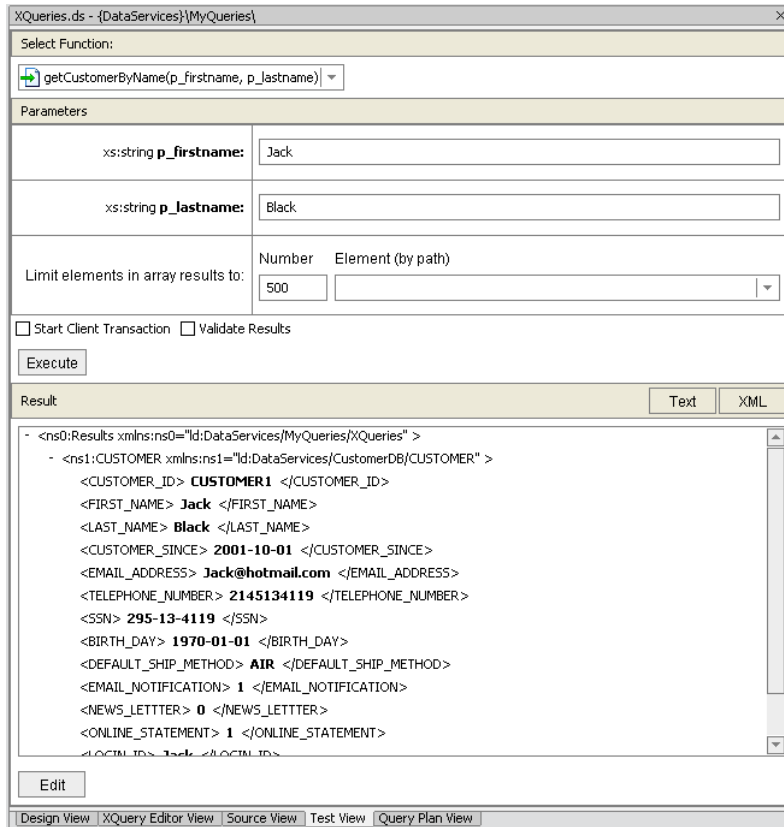 XQueries.ds - {DataServices}\MyQueries\
Select Function:
getCustomerByName(p_firstname, p_lastname)
Parameters
xs:string p_firstname: Jack
xs:string p_lastname: Black
Number Element (by path)
Limit elements in array results to: 500
Start Client Transaction Validate Results
Execute
Result Text XML
- <ns0:Results xmlns:ns0="ld:DataServices/MyQueries/XQueries" >
- <ns1:CUSTOMER xmlns:ns1="ld:DataServices/CustomerDB/CUSTOMER" >
<CUSTOMER_ID> CUSTOMER1 </CUSTOMER_ID>
<FIRST_NAME> Jack </FIRST_NAME>
<LAST_NAME> Black </LAST_NAME>
<CUSTOMER_SINCE> 2001-10-01 </CUSTOMER_SINCE>
<EMAIL_ADDRESS> Jack@hotmail.com </EMAIL_ADDRESS>
<TELEPHONE_NUMBER> 2145134119 </TELEPHONE_NUMBER>
<SSN> 295-13-4119 </SSN>
<BIRTH_DAY> 1970-01-01 </BIRTH_DAY>
<DEFAULT_SHIP_METHOD> AIR </DEFAULT_SHIP_METHOD>
<EMAIL_NOTIFICATION> 1 </EMAIL_NOTIFICATION>
<NEWS_LETTTER> 0 </NEWS_LETTTER>
<ONLINE_STATEMENT> 1 </ONLINE_STATEMENT>
<LOGIN_ID> Jack </LOGIN_ID>
Edit
Design View XQuery Editor View Source View Test View Query Plan View